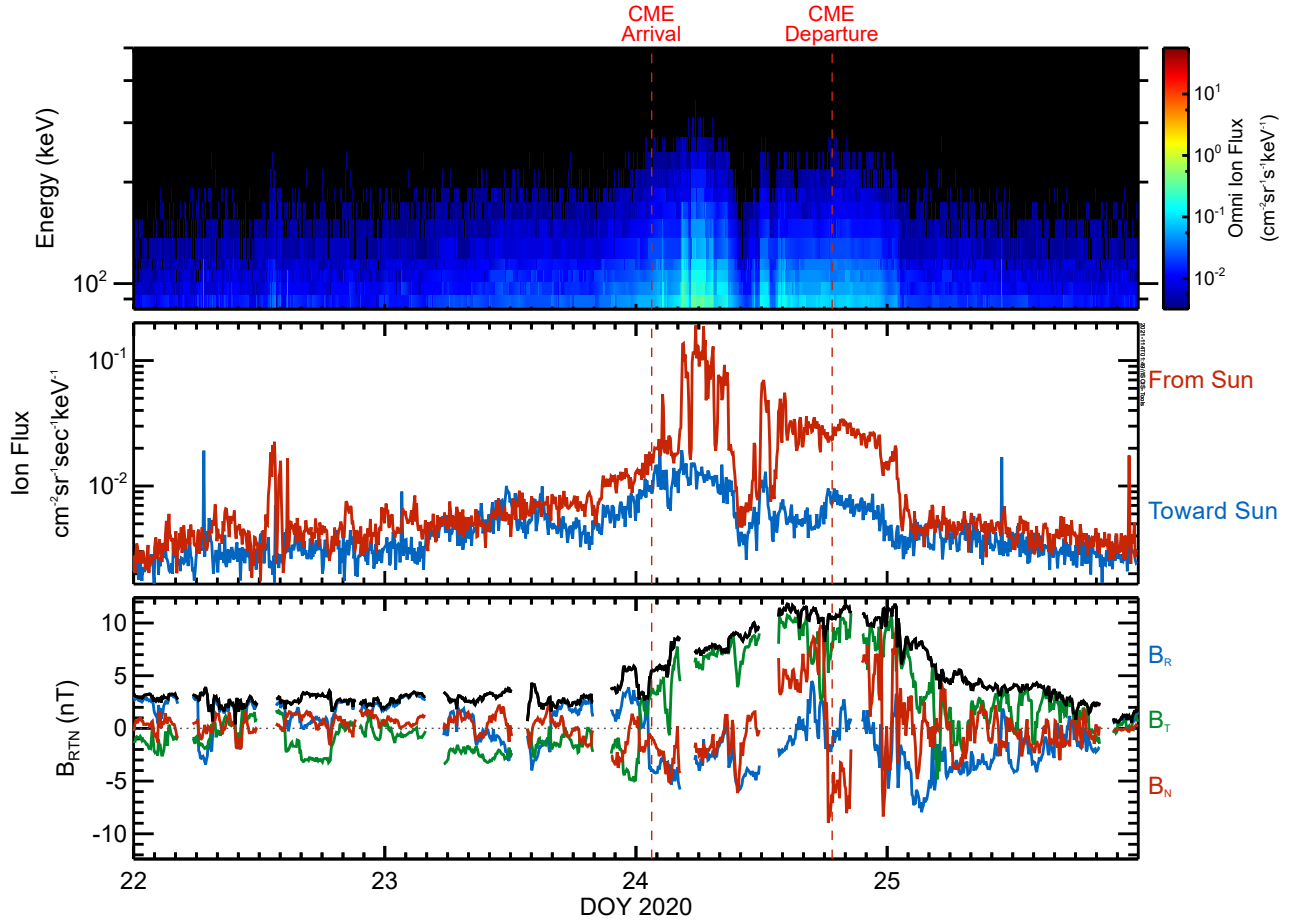 CME
Arrival
CME
Departure
Energy (keV)
10²
10¹
10⁰
10⁻¹
10⁻²
Omni Ion Flux
(cm⁻²sr⁻¹s⁻¹keV⁻¹)
Ion Flux
cm⁻²sr⁻¹sec⁻¹keV⁻¹
10⁻¹
10⁻²
From Sun
Toward Sun
B_RTN (nT)
10
5
0
-5
-10
B_R
B_T
B_N
22
23
24
25
DOY 2020